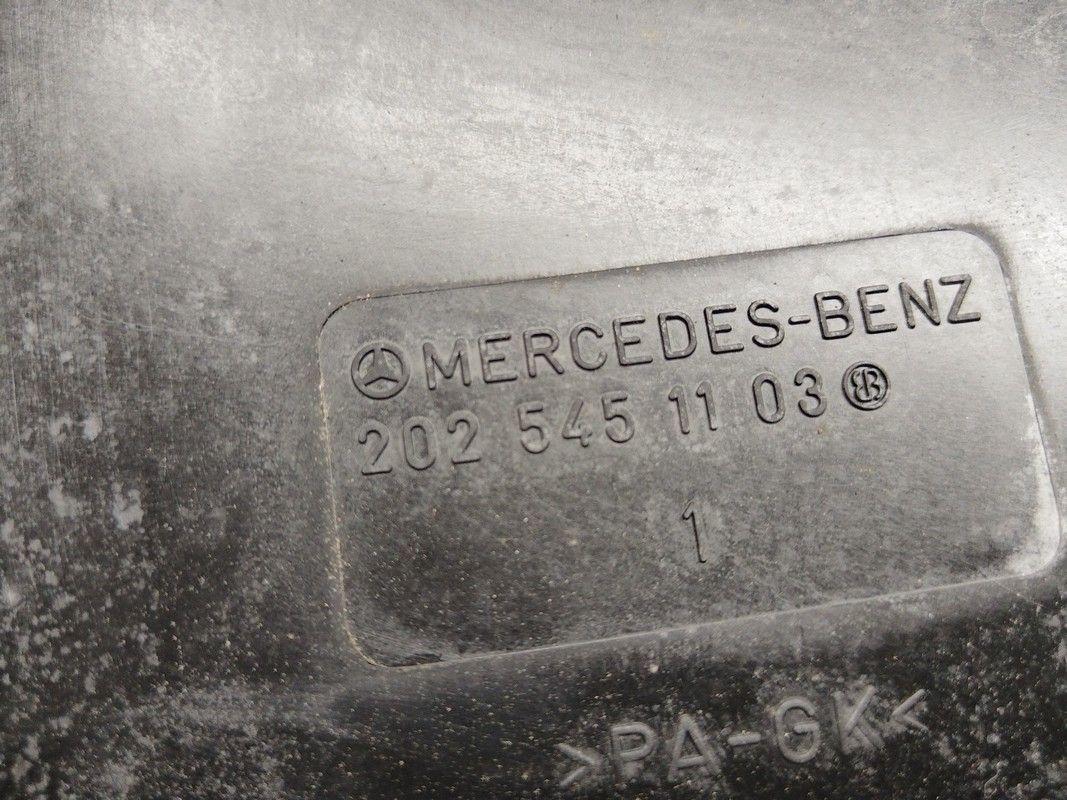 MERCEDES-BENZ
202 545 11 03
1
>PA-GK<